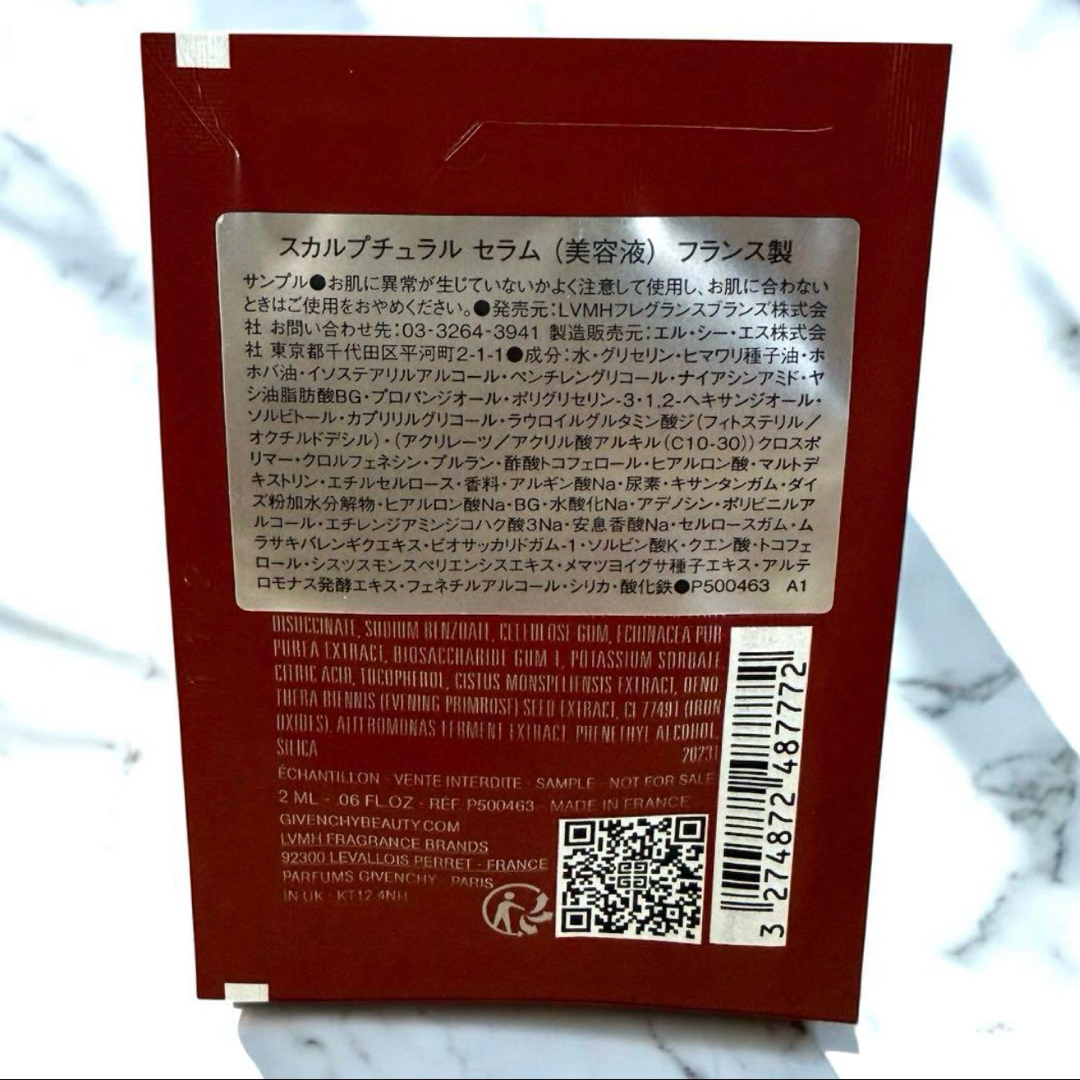 スカルプチュラル セラム（美容液） フランス製
サンプル●お肌に異常が生じていないかよく注意して使用し、お肌に合わない
ときはご使用をおやめください。●発売元:LVMHフレグランスブランズ株式会
社 お問い合わせ先:03-3264-3941 製造販売元:エル・シー・エス株式会
社 東京都千代田区平河町2-1-1●成分:水・グリセリン・ヒマワリ種子油・ホ
ホバ油・イソステアリルアルコール・ペンチレングリコール・ナイアシンアミド・ヤ
シ油脂肪酸BG・プロパンジオール・ポリグリセリン-3・1,2-ヘキサンジオール・
ソルビトール・カプリリルグリコール・ラウロイルグルタミン酸ジ（フィトステリル／
オクチルドデシル）・（アクリレーツ／アクリル酸アルキル（C10-30））クロスポ
リマー・クロルフェネシン・プルラン・酢酸トコフェロール・ヒアルロン酸・マルトデ
キストリン・エチルセルロース・香料・アルギン酸Na・尿素・キサンタンガム・ダイ
ズ粉加水分解物・ヒアルロン酸Na・BG・水酸化Na・アデノシン・ポリビニルア
ルコール・エチレンジアミンジコハク酸3Na・安息香酸Na・セルロースガム・ム
ラサキバレンギクエキス・ビオサッカリドガム-1・ソルビン酸K・クエン酸・トコフェ
ロール・シスツスモンスペリエンシスエキス・メマツヨイグサ種子エキス・アルテ
ロモナス発酵エキス・フェネチルアルコール・シリカ・酸化鉄●P500463 A1
DISUCCINATE, SODIUM BENZOATE, CELLULOSE GUM, ECHINACEA PUR
PUREA EXTRACT, BIOSACCHARIDE GUM-1, POTASSIUM SORBATE,
CITRIC ACID, TOCOPHEROL, CISTUS MONSPELIENSIS EXTRACT, OENO
THERA BIENNIS (EVENING PRIMROSE) SEED EXTRACT, CI 77491 (IRON
OXIDES), ALTEROMONAS FERMENT EXTRACT, PHENETHYL ALCOHOL,
SILICA 20231
ÉCHANTILLON - VENTE INTERDITE - SAMPLE - NOT FOR SALE
2 ML - .06 FL.OZ - RÉF P500463 - MADE IN FRANCE
GIVENCHYBEAUTY.COM
LVMH FRAGRANCE BRANDS
92300 LEVALLOIS PERRET - FRANCE
PARFUMS GIVENCHY - PARIS
IN UK - KT12 4NH
3 274872 487772